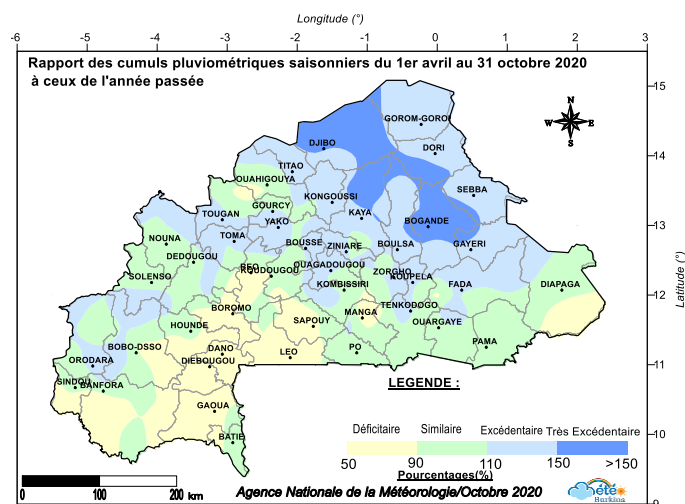 Longitude (°)
-6 -5 -4 -3 -2 -1 0 1 2 3
Rapport des cumuls pluviométriques saisonniers du 1er avril au 31 octobre 2020
à ceux de l'année passée
15
N
W E
S
GOROM-GOROM
DJIBO
DORI
14
TITAO
OUAHIGOUYA
SEBBA
KONGOUSSI
GOURCY
KAYA
TOUGAN
YAKO
BOGANDE
13
TOMA
NOUNA
BOUSSE
ZINIARE
BOULSA
GAYERI
DEDOUGOU
REO
KOUDOUGOU
OUAGADOUGOU
ZORGHO
SOLENSO
KOUPELA
KOMBISSIRI
FADA
DIAPAGA
12
Latitude (°)
BOROMO
TENKODOGO
MANGA
SAPOUY
OUARGAYE
HOUNDE
BOBO-DSSO
DANO
LEO
PO
PAMA
ORODARA
DIEBOUGOU
11
SINDOU
BANFORA
LEGENDE :
GAOUA
BATIE
Déficitaire Similaire Excédentaire Très Excédentaire
10
50 90 110 150 >150
Pourcentages(%)
0 100 200
km
Agence Nationale de la Météorologie/Octobre 2020
météo
Burkina
9